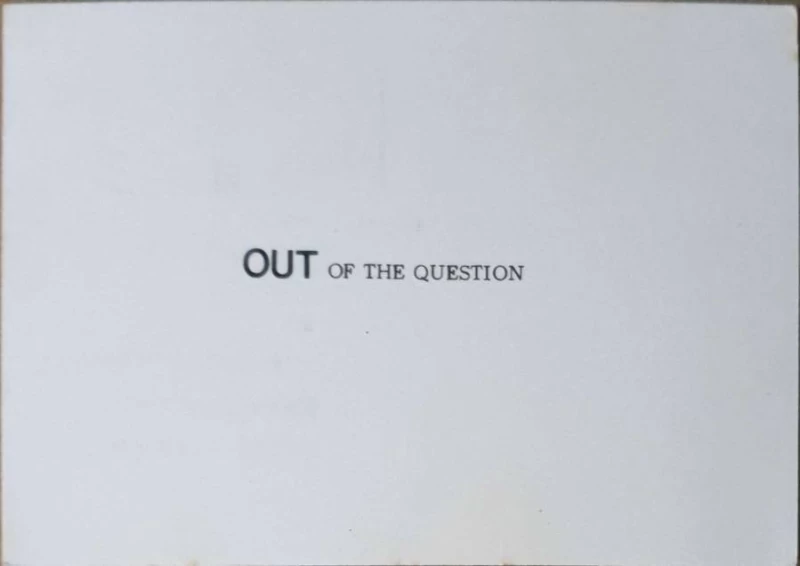 OUT OF THE QUESTION